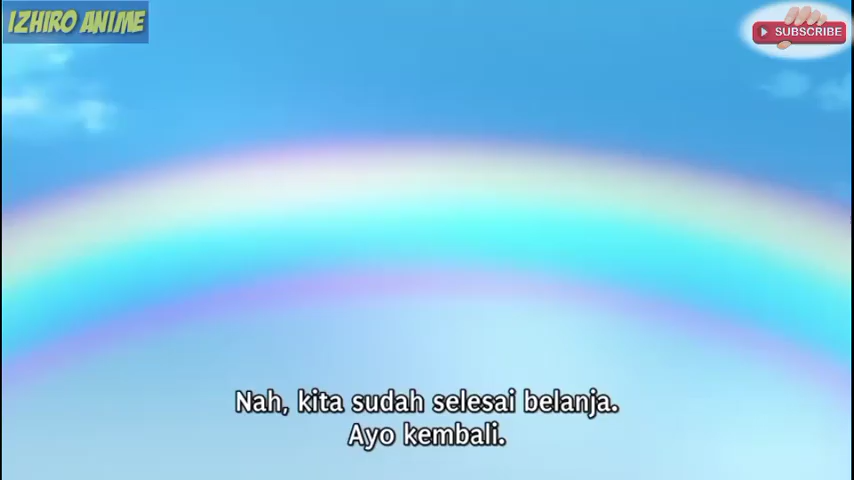 IZHIRO ANIME
SUBSCRIBE
Nah, kita sudah selesai belanja.
Ayo kembali.